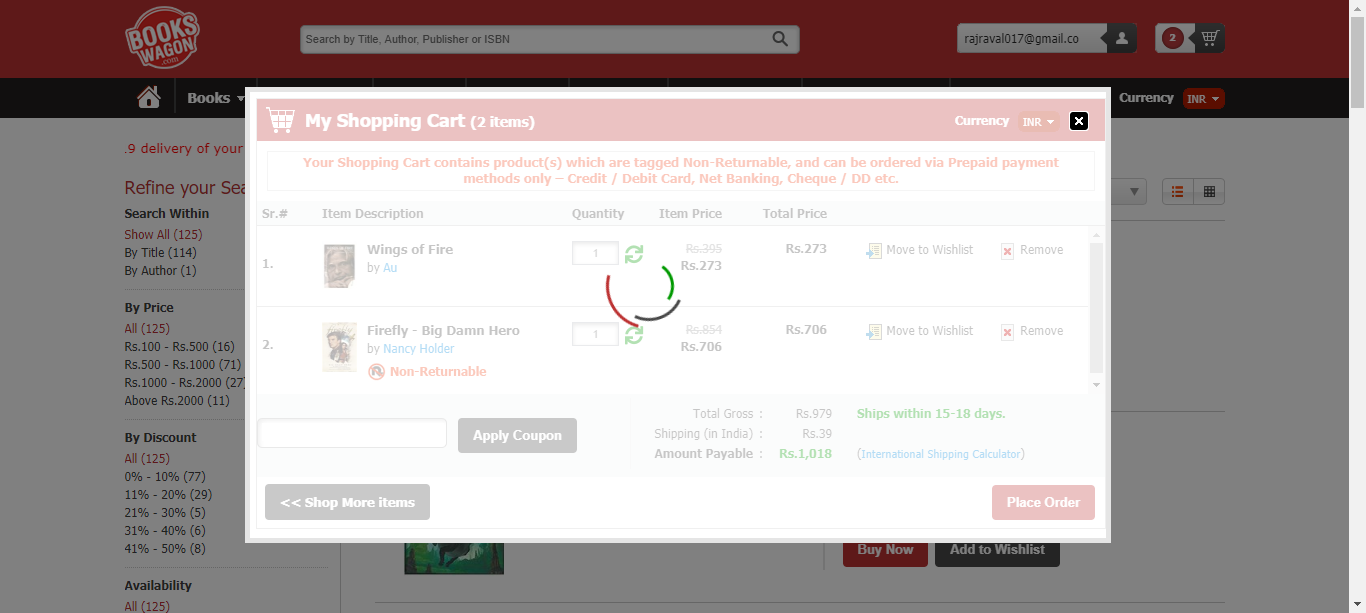 BOOKS
WAGON
.com
Search by Title, Author, Publisher or ISBN
rajraval017@gmail.co
2
Books
Currency INR
.9 delivery of your
Refine your Sea
Search Within
Show All (125)
By Title (114)
By Author (1)
By Price
All (125)
Rs.100 - Rs.500 (16)
Rs.500 - Rs.1000 (71)
Rs.1000 - Rs.2000 (27)
Above Rs.2000 (11)
By Discount
All (125)
0% - 10% (77)
11% - 20% (29)
21% - 30% (5)
31% - 40% (6)
41% - 50% (8)
Availability
All (125)
My Shopping Cart (2 items)
Currency INR
Your Shopping Cart contains product(s) which are tagged Non-Returnable, and can be ordered via Prepaid payment
methods only – Credit / Debit Card, Net Banking, Cheque / DD etc.
Sr.# Item Description Quantity Item Price Total Price
1. Wings of Fire 1 Rs.395 Rs.273 Move to Wishlist Remove
by Au Rs.273
2. Firefly - Big Damn Hero 1 Rs.854 Rs.706 Move to Wishlist Remove
by Nancy Holder Rs.706
Non-Returnable
Apply Coupon
Total Gross : Rs.979 Ships within 15-18 days.
Shipping (in India) : Rs.39
Amount Payable : Rs.1,018 (International Shipping Calculator)
<< Shop More items Place Order
Buy Now Add to Wishlist